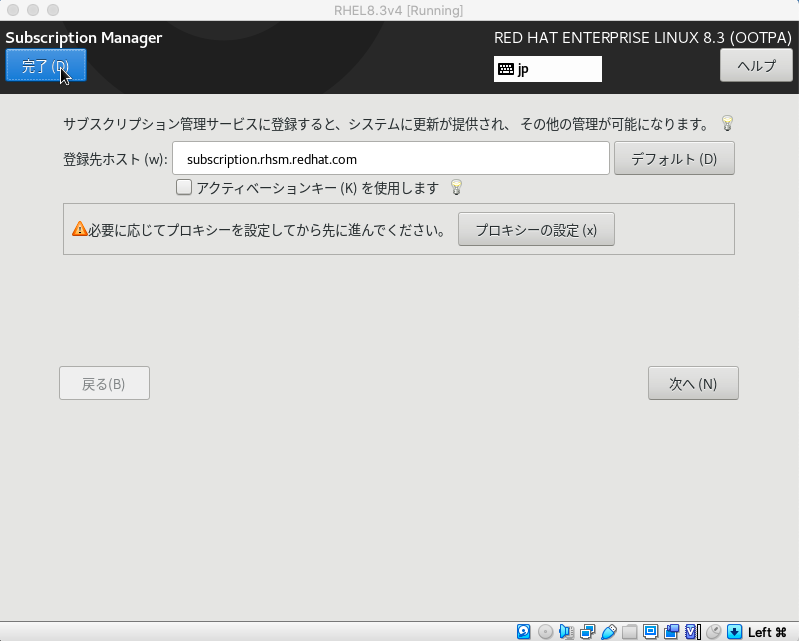 RHEL8.3v4 [Running]
Subscription Manager
RED HAT ENTERPRISE LINUX 8.3 (OOTPA)
完了 (D)
jp
ヘルプ
サブスクリプション管理サービスに登録すると、システムに更新が提供され、 その他の管理が可能になります。
登録先ホスト (w): subscription.rhsm.redhat.com デフォルト (D)
アクティベーションキー (K) を使用します
必要に応じてプロキシーを設定してから先に進んでください。 プロキシーの設定 (x)
戻る(B) 次へ (N)
Left ⌘